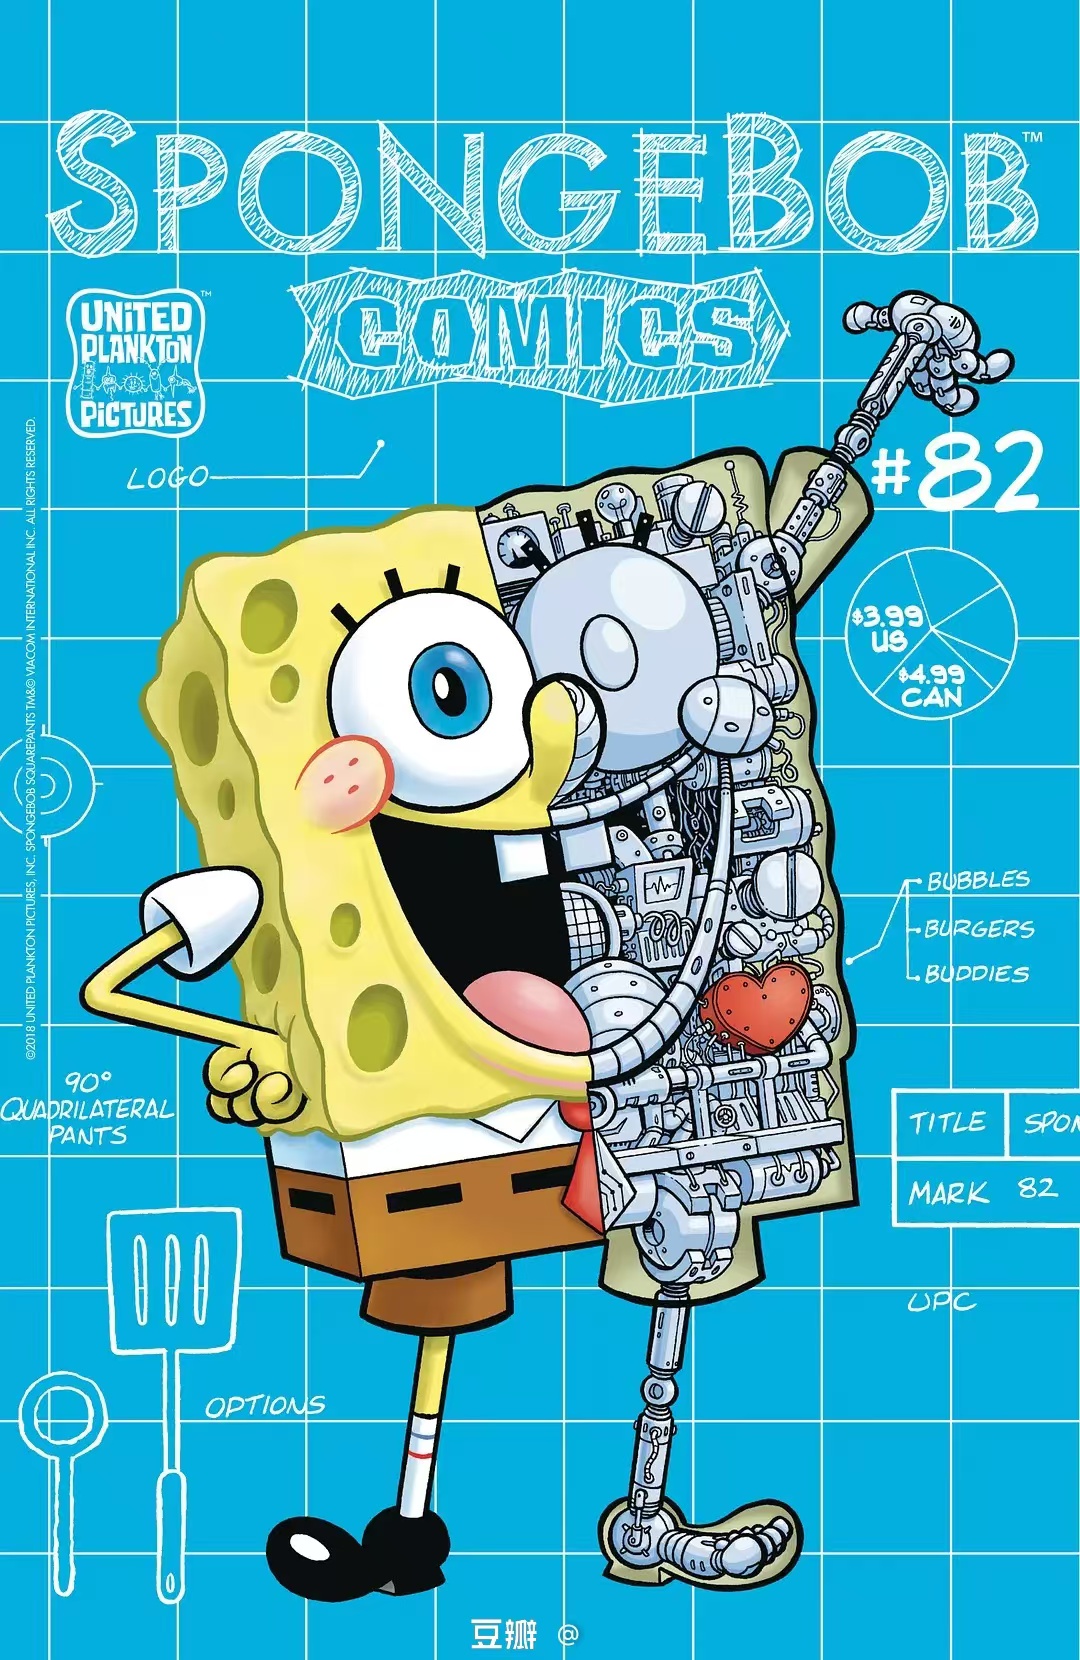 SPONGEBOB™
COMICS
UNITED
PLANKTON
PICTURES
™
LOGO
#82
$3.99
US
$4.99
CAN
©2018 UNITED PLANKTON PICTURES, INC. SPONGEBOB SQUAREPANTS TM&© VIACOM INTERNATIONAL INC. ALL RIGHTS RESERVED.
BUBBLES
BURGERS
BUDDIES
90°
QUADRILATERAL
PANTS
TITLE SPON
MARK 82
UPC
OPTIONS
豆瓣 @